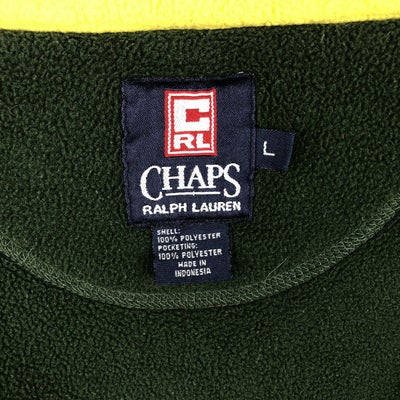 C
RL
CHAPS
RALPH LAUREN
L
SHELL:
100% POLYESTER
POCKETING:
100% POLYESTER
MADE IN
INDONESIA